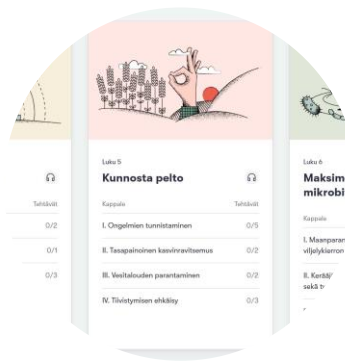 Luku 5
Kunnosta pelto
Kappale Tehtävät
I. Ongelmien tunnistaminen 0/5
II. Tasapainoinen kasvinravitsemus 0/2
III. Vesitalouden parantaminen 0/2
IV. Tiivistymisen ehkäisy 0/3
Tehtävät
0/2
0/1
0/3
Luku 6
Maksim
mikrobi
Kappale
I. Maanparan
viljelykierron
II. Kerääj
sekä